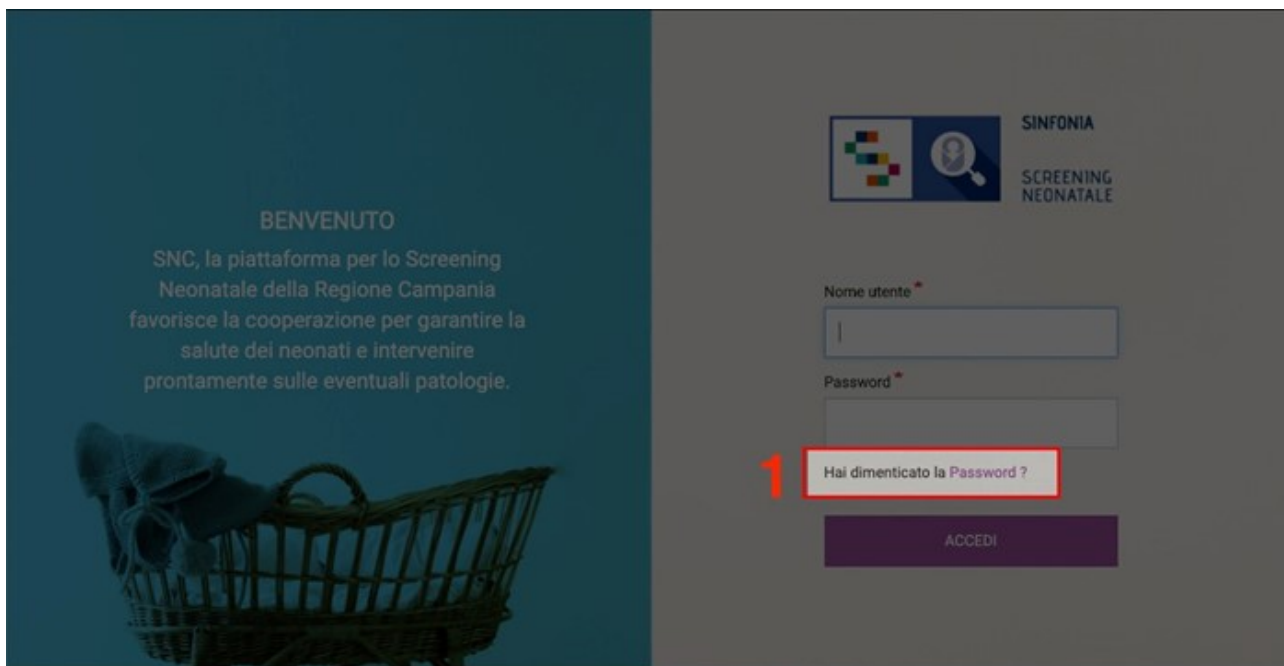 BENVENUTO
SNC, la piattaforma per lo Screening
Neonatale della Regione Campania
favorisce la cooperazione per garantire la
salute dei neonati e intervenire
prontamente sulle eventuali patologie.
SINFONIA
SCREENING
NEONATALE
Nome utente *
Password *
1
Hai dimenticato la Password ?
ACCEDI